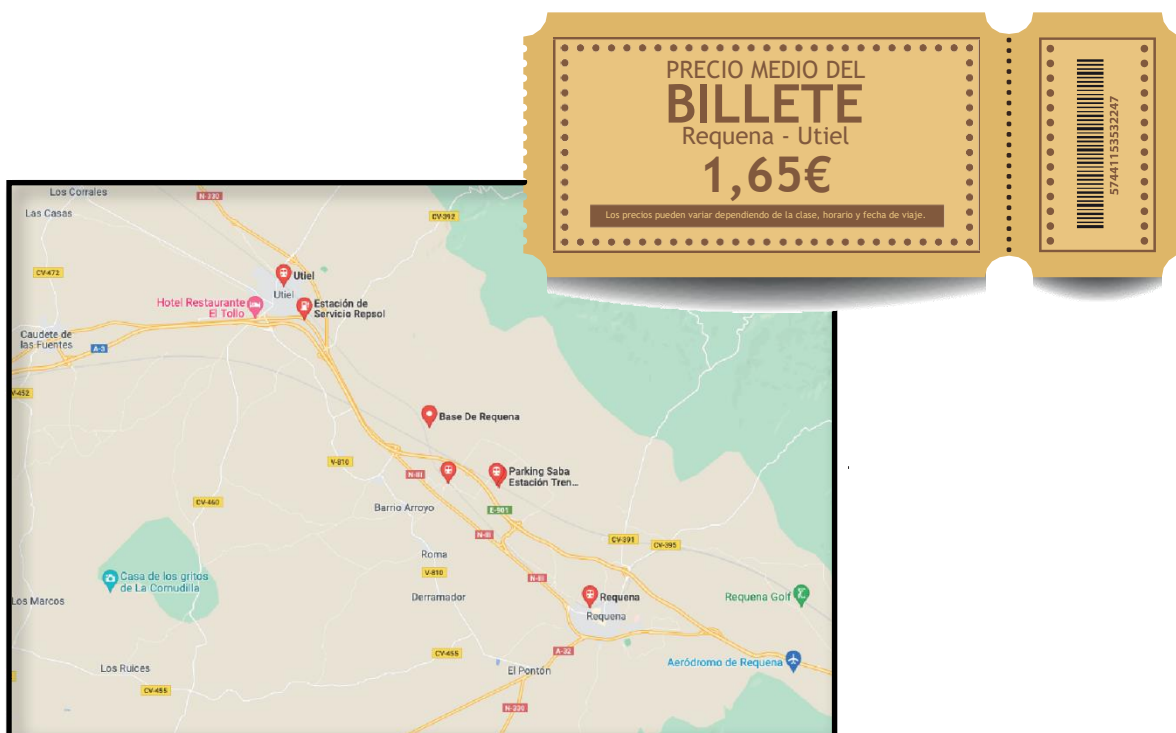 PRECIO MEDIO DEL
BILLETE
Requena - Utiel
1,65€
Los precios pueden variar dependiendo de la clase, horario y fecha de viaje.
57441153532247
Los Corrales
N-330
Las Casas
CV-392
CV-472
Utiel
Utiel
Hotel Restaurante
El Tollo
Estación de
Servicio Repsol
Caudete de
las Fuentes
A-3
V-452
Base De Requena
V-810
N-III
Parking Saba
Estación Tren...
CV-460
Barrio Arroyo
E-901
N-III
CV-391
CV-395
Roma
V-810
N-III
Casa de los gritos
de La Cornudilla
Los Marcos
Derramador
Requena
Requena
Requena Golf
CV-455
A-32
Aeródromo de Requena
Los Ruices
El Pontón
CV-455
N-330